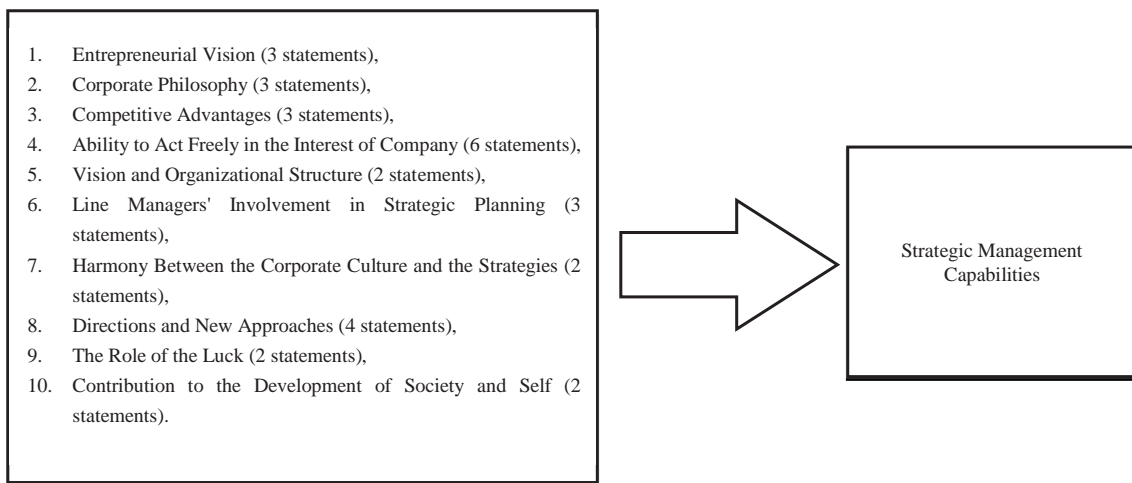 1. Entrepreneurial Vision (3 statements),
2. Corporate Philosophy (3 statements),
3. Competitive Advantages (3 statements),
4. Ability to Act Freely in the Interest of Company (6 statements),
5. Vision and Organizational Structure (2 statements),
6. Line Managers' Involvement in Strategic Planning (3
statements),
7. Harmony Between the Corporate Culture and the Strategies (2
statements),
8. Directions and New Approaches (4 statements),
9. The Role of the Luck (2 statements),
10. Contribution to the Development of Society and Self (2
statements).
Strategic Management
Capabilities